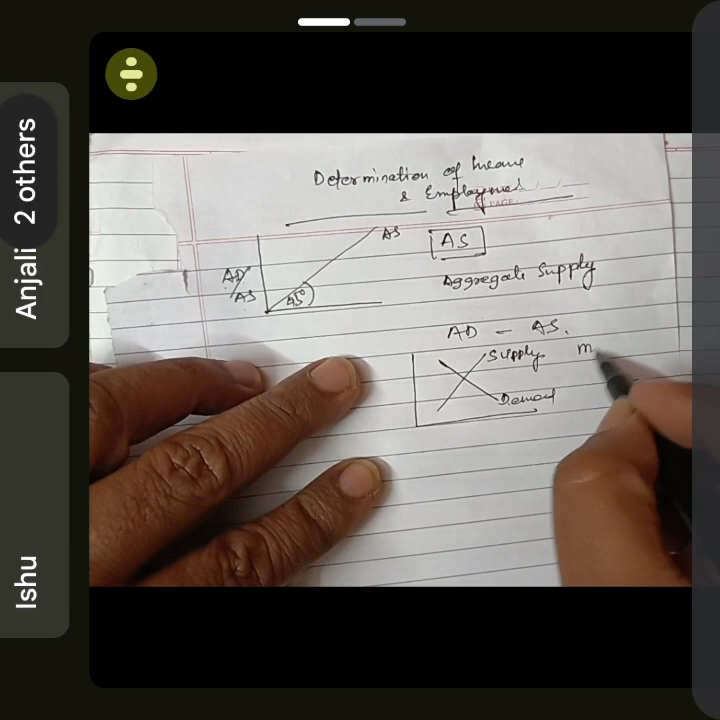 Determination of Income
& Employment
PAGE
AS
[AS]
AD/
AS
45°
Aggregate Supply
AD - AS.
Supply
m
Demand
Anjali 2 others
Ishu